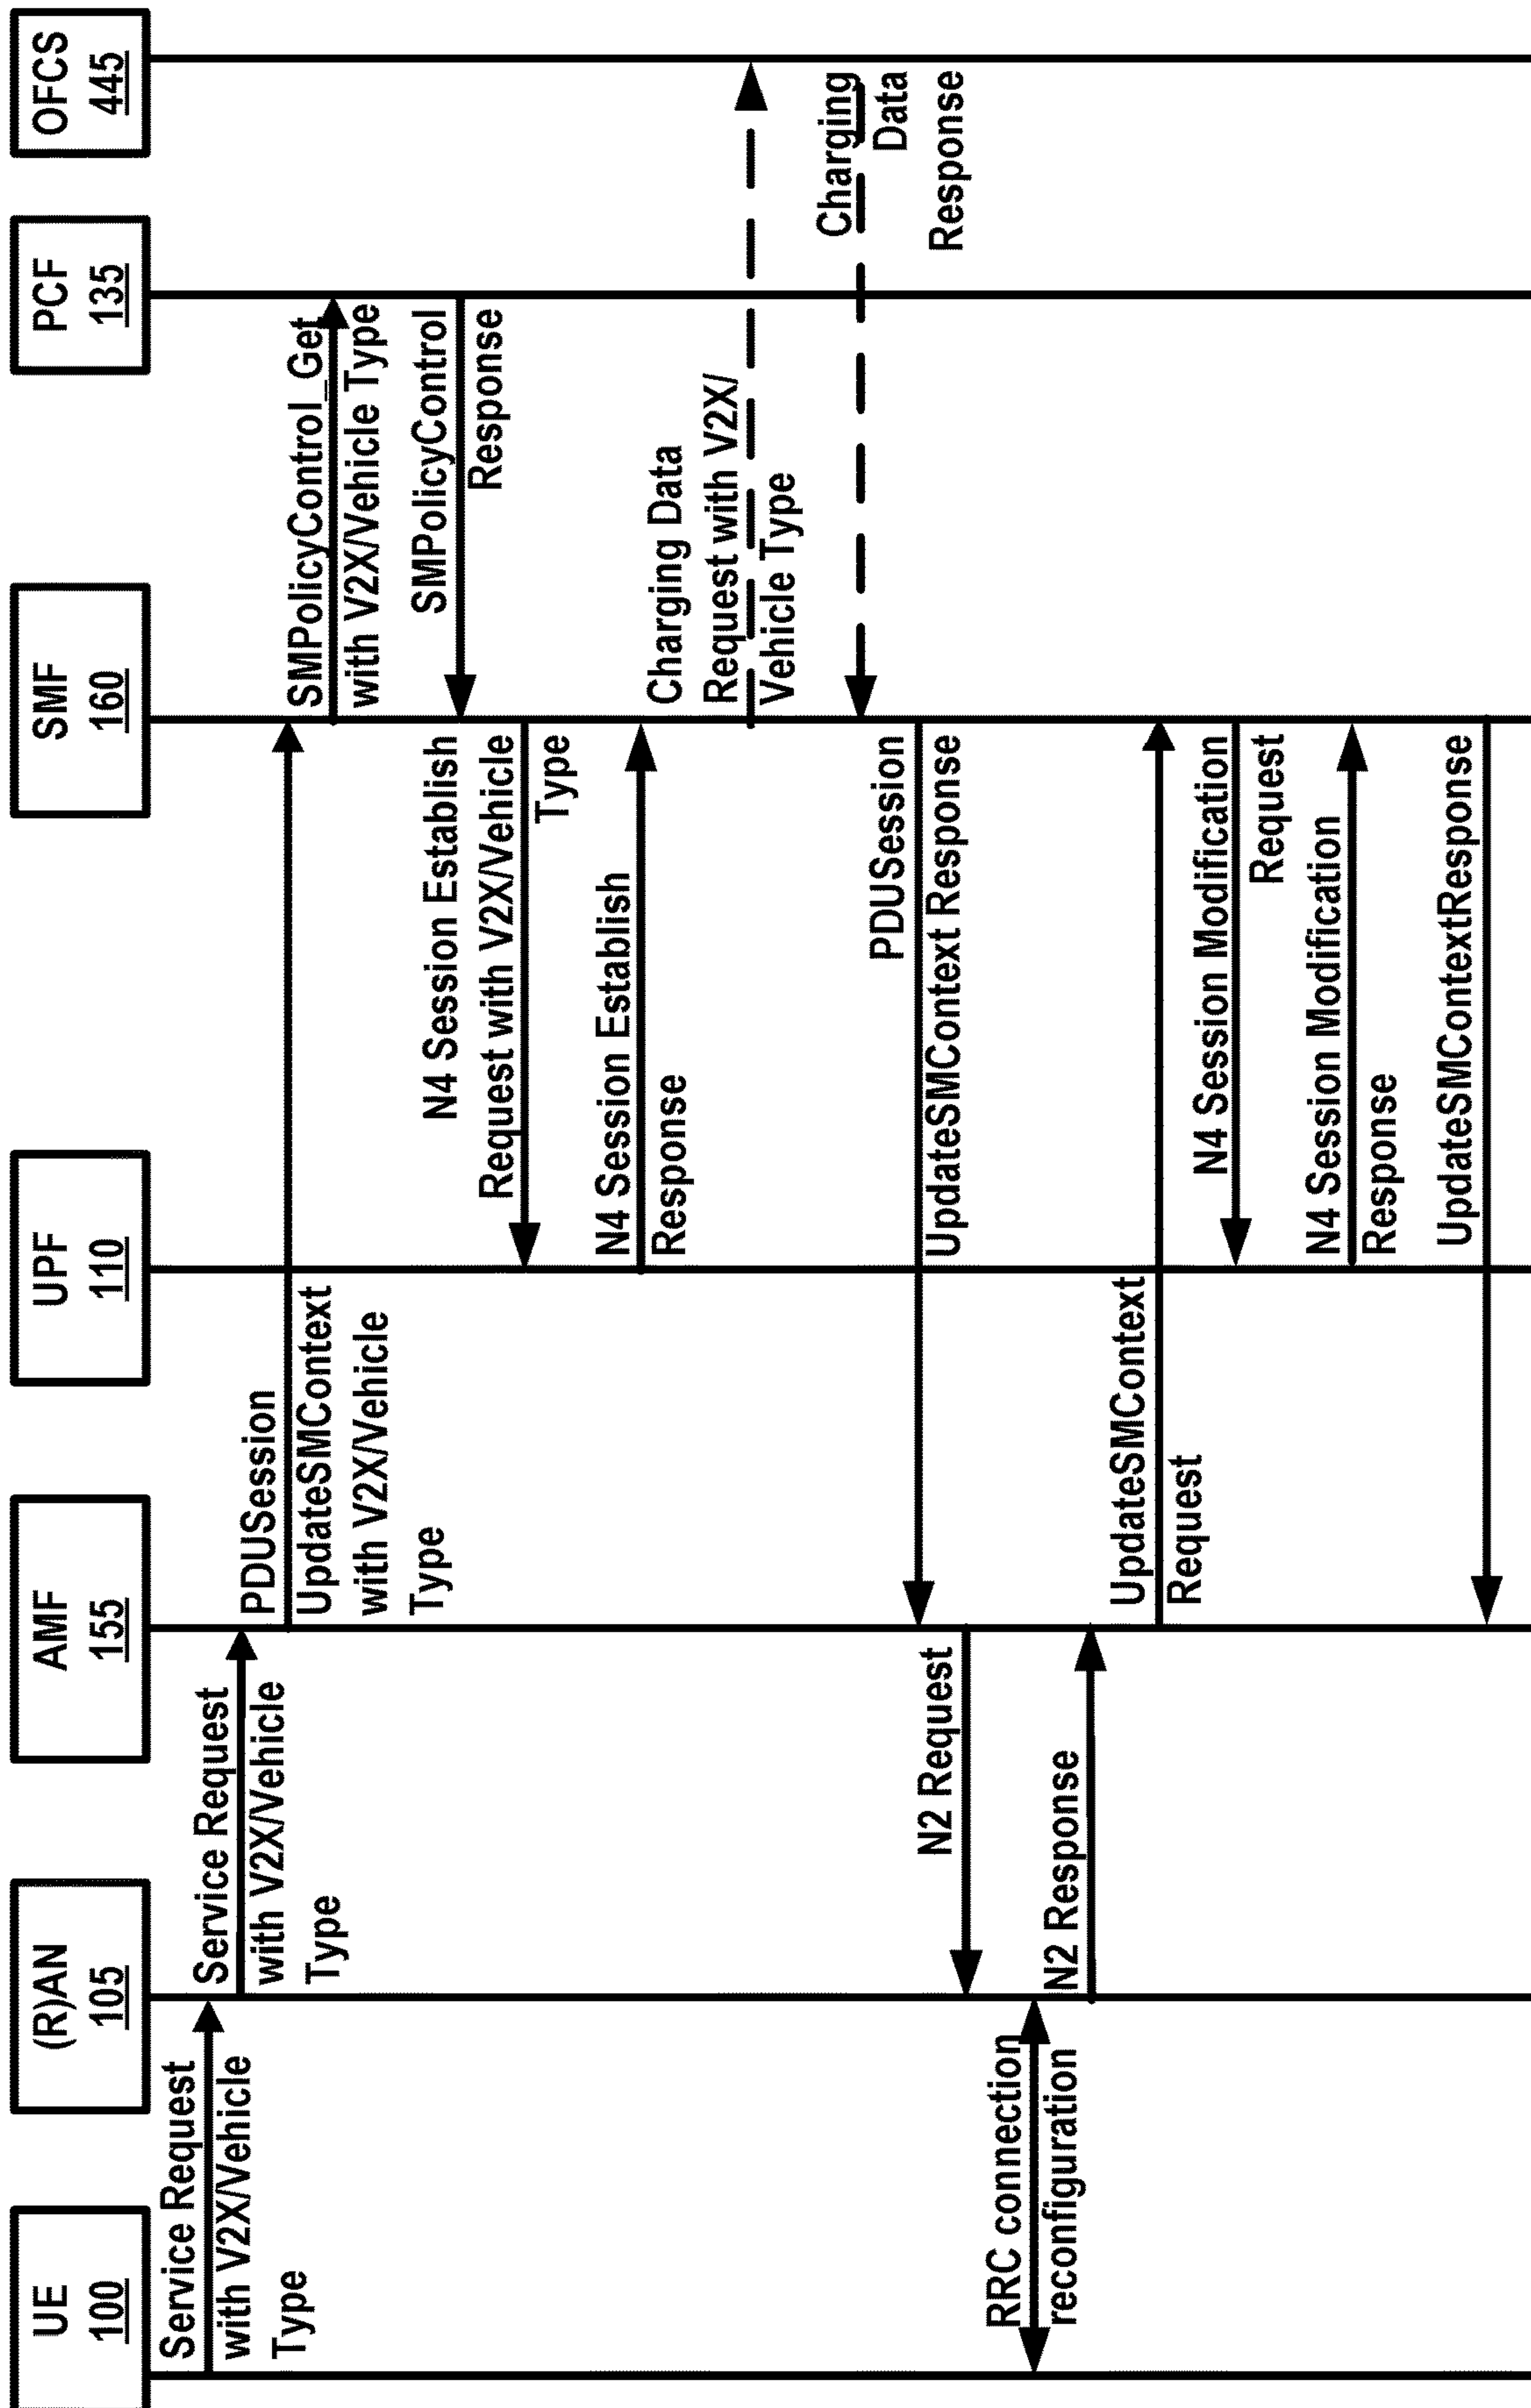 UE
100
(R)AN
105
AMF
155
UPF
110
SMF
160
PCF
135
OFCS
445
Service Request
with V2X/Vehicle
Type
Service Request
with V2X/Vehicle
Type
PDUSession
UpdateSMContext
with V2X/Vehicle
Type
SMPolicyControl_Get
with V2X/Vehicle Type
SMPolicyControl
Response
N4 Session Establish
Request with V2X/Vehicle
Type
N4 Session Establish
Response
Charging Data
Request with V2X/
Vehicle Type
Charging
Data
Response
PDUSession
UpdateSMContext Response
N2 Request
RRC connection
reconfiguration
N2 Response
UpdateSMContext
Request
N4 Session Modification
Request
N4 Session Modification
Response
UpdateSMContextResponse